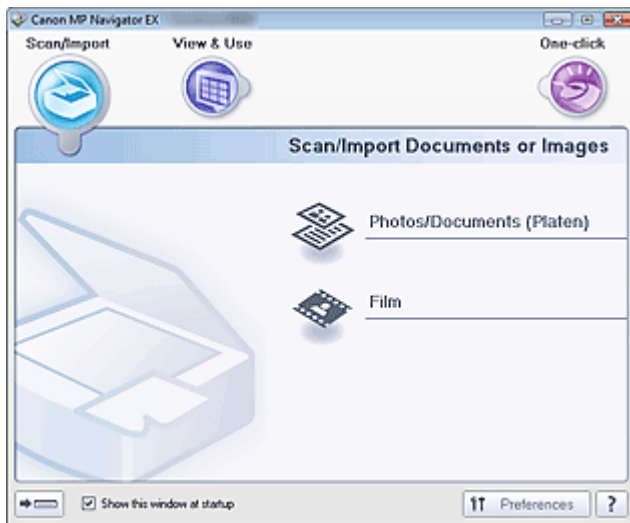 Canon MP Navigator EX
Scan/Import
View & Use
One-click
Scan/Import Documents or Images
Photos/Documents (Platen)
Film
Show this window at startup
Preferences
?